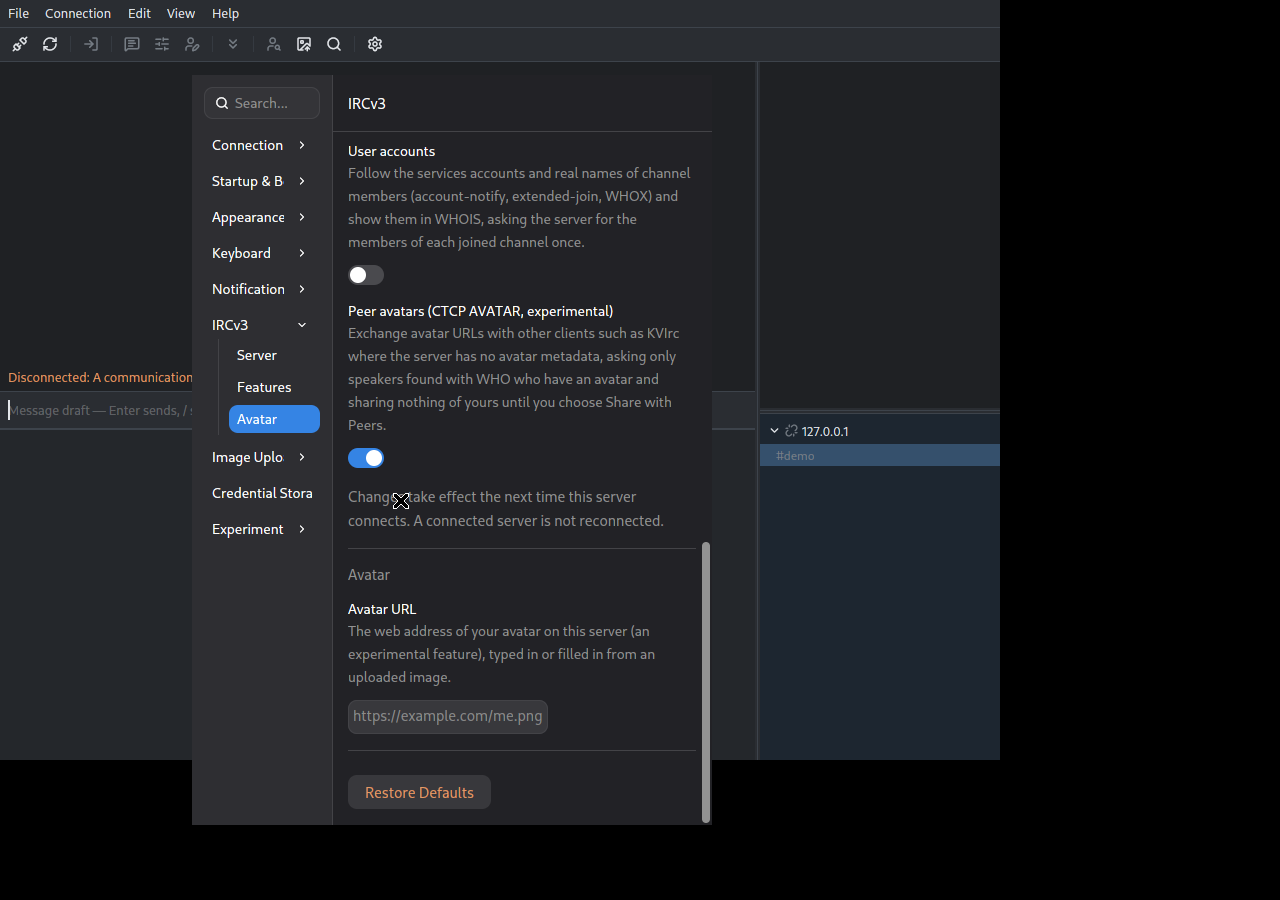 File Connection Edit View Help
Search...
IRCv3
Connection
Startup & B
Appearance
Keyboard
Notification
IRCv3
Server
Features
Avatar
Image Uplo
Credential Stora
Experiment
User accounts
Follow the services accounts and real names of channel
members (account-notify, extended-join, WHOX) and
show them in WHOIS, asking the server for the
members of each joined channel once.
Peer avatars (CTCP AVATAR, experimental)
Exchange avatar URLs with other clients such as KVIrc
where the server has no avatar metadata, asking only
speakers found with WHO who have an avatar and
sharing nothing of yours until you choose Share with
Peers.
Changes take effect the next time this server
connects. A connected server is not reconnected.
Avatar
Avatar URL
The web address of your avatar on this server (an
experimental feature), typed in or filled in from an
uploaded image.
https://example.com/me.png
Restore Defaults
Disconnected: A communication
Message draft — Enter sends, / s
127.0.0.1
#demo